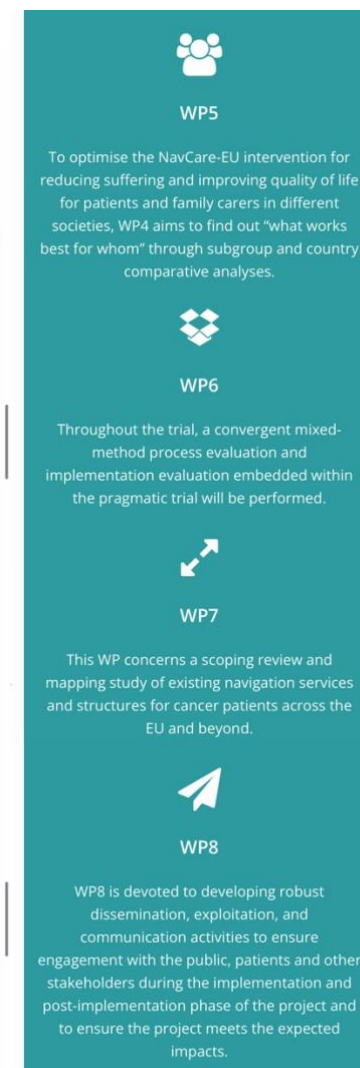 WP5
To optimise the NavCare-EU intervention for
reducing suffering and improving quality of life
for patients and family carers in different
societies, WP4 aims to find out “what works
best for whom” through subgroup and country
comparative analyses.
WP6
Throughout the trial, a convergent mixed-
method process evaluation and
implementation evaluation embedded within
the pragmatic trial will be performed.
WP7
This WP concerns a scoping review and
mapping study of existing navigation services
and structures for cancer patients across the
EU and beyond.
WP8
WP8 is devoted to developing robust
dissemination, exploitation, and
communication activities to ensure
engagement with the public, patients and other
stakeholders during the implementation and
post-implementation phase of the project and
to ensure the project meets the expected
impacts.